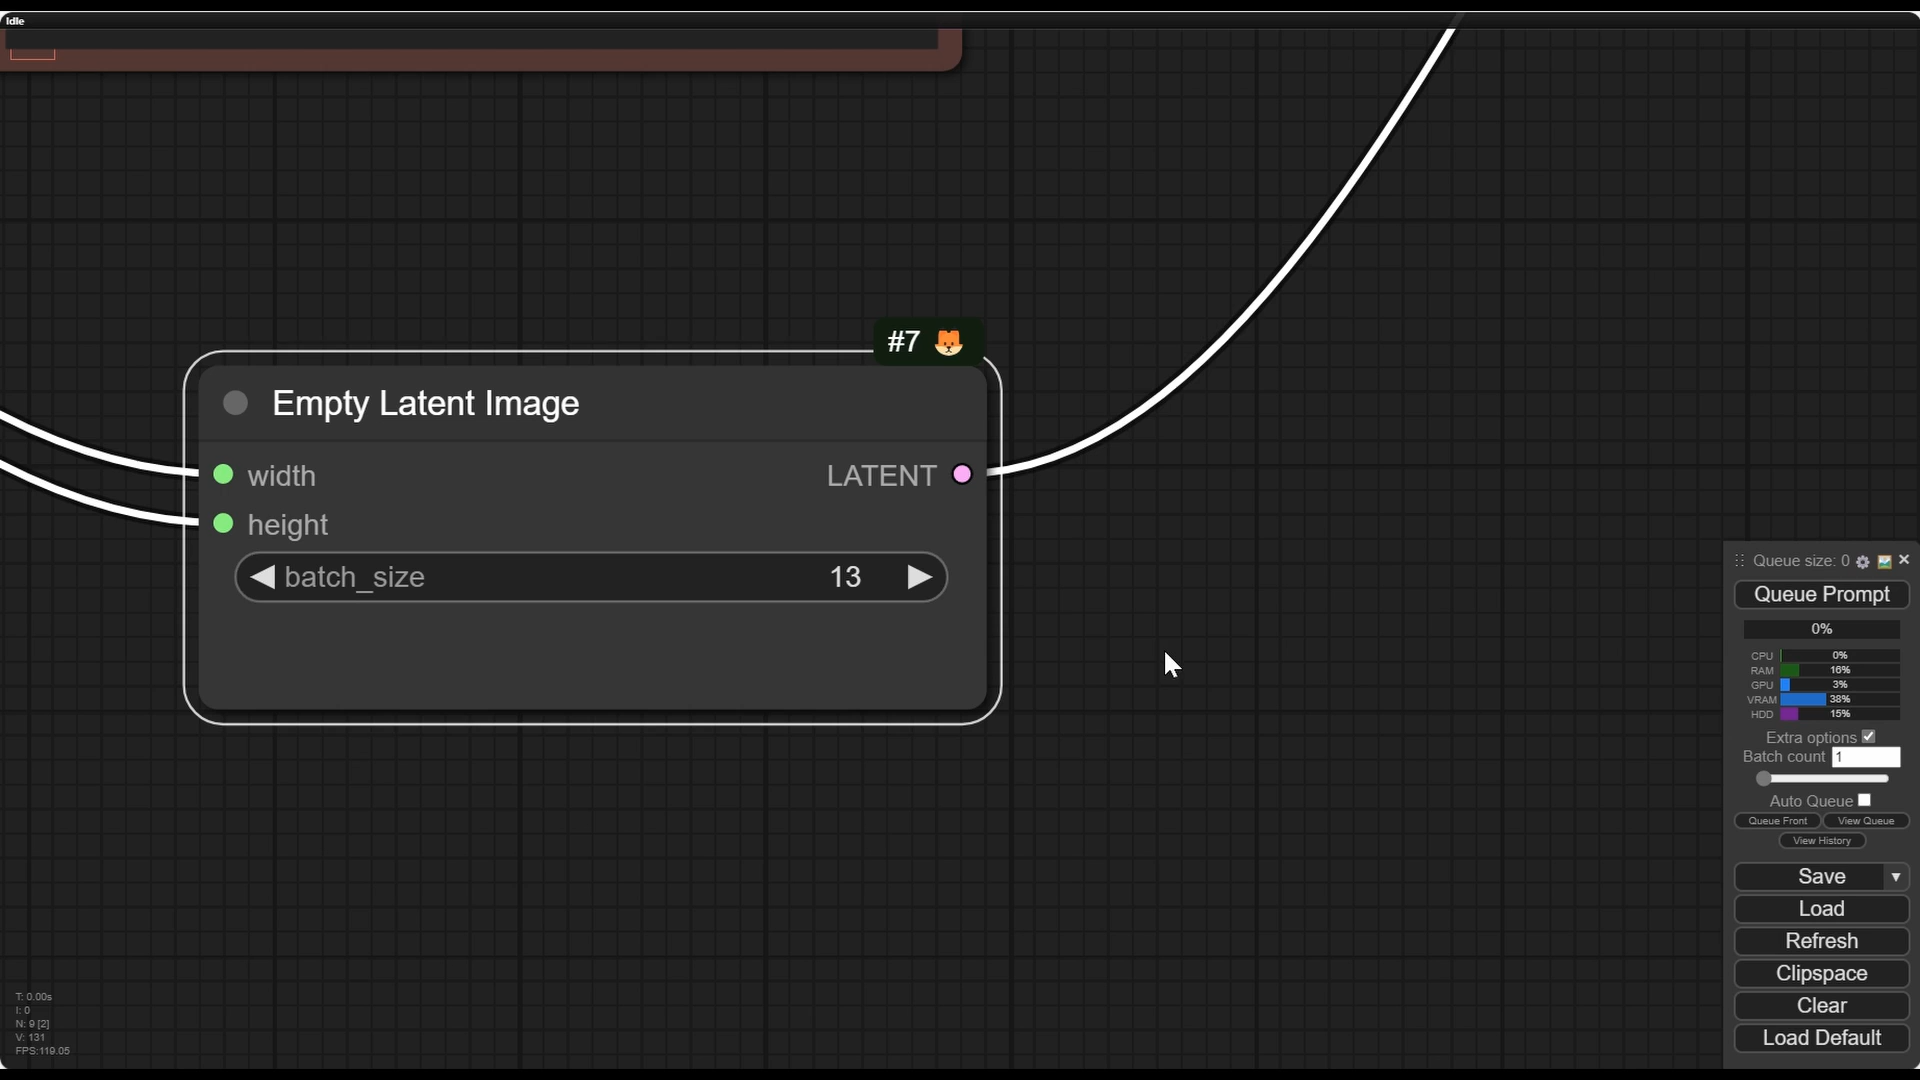 Idle
#7
Empty Latent Image
width
LATENT
height
batch_size 13
Queue size: 0
Queue Prompt
0%
CPU 0%
RAM 16%
GPU 3%
VRAM 38%
HDD 15%
Extra options
Batch count 1
Auto Queue
Queue Front
View Queue
View History
Save
Load
Refresh
Clipspace
Clear
Load Default
T: 0.00s
I: 0
N: 9 [2]
V: 131
FPS:119.05